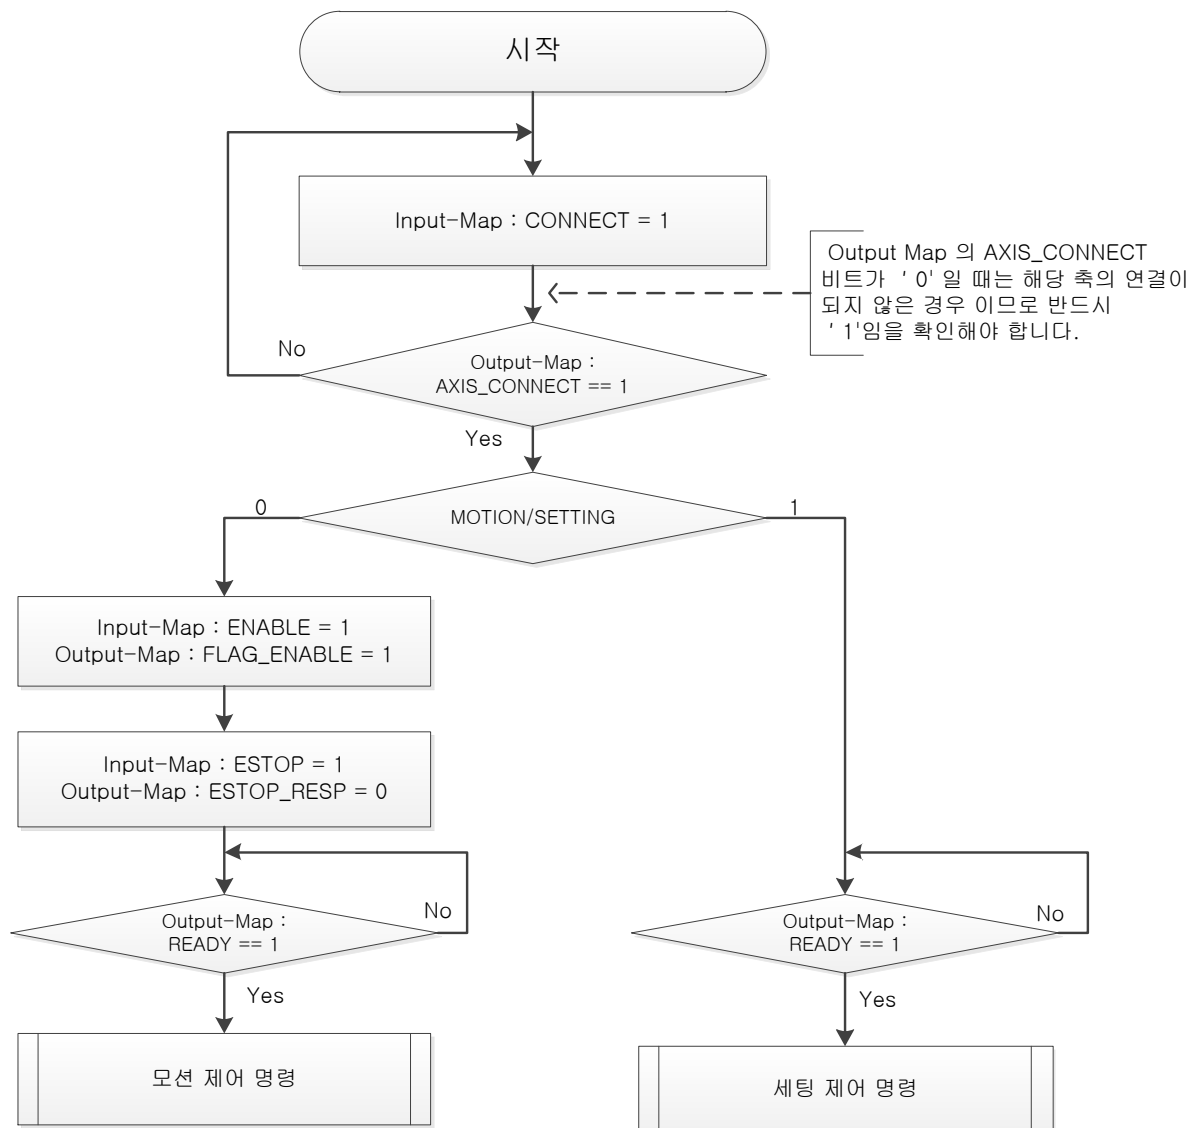 시작
Input-Map : CONNECT = 1
Output Map 의 AXIS_CONNECT
비트가 ' 0' 일 때는 해당 축의 연결이
되지 않은 경우 이므로 반드시
' 1'임을 확인해야 합니다.
No
Output-Map :
AXIS_CONNECT == 1
Yes
0
MOTION/SETTING
1
Input-Map : ENABLE = 1
Output-Map : FLAG_ENABLE = 1
Input-Map : ESTOP = 1
Output-Map : ESTOP_RESP = 0
Output-Map :
READY == 1
No
Yes
모션 제어 명령
Output-Map :
READY == 1
No
Yes
세팅 제어 명령